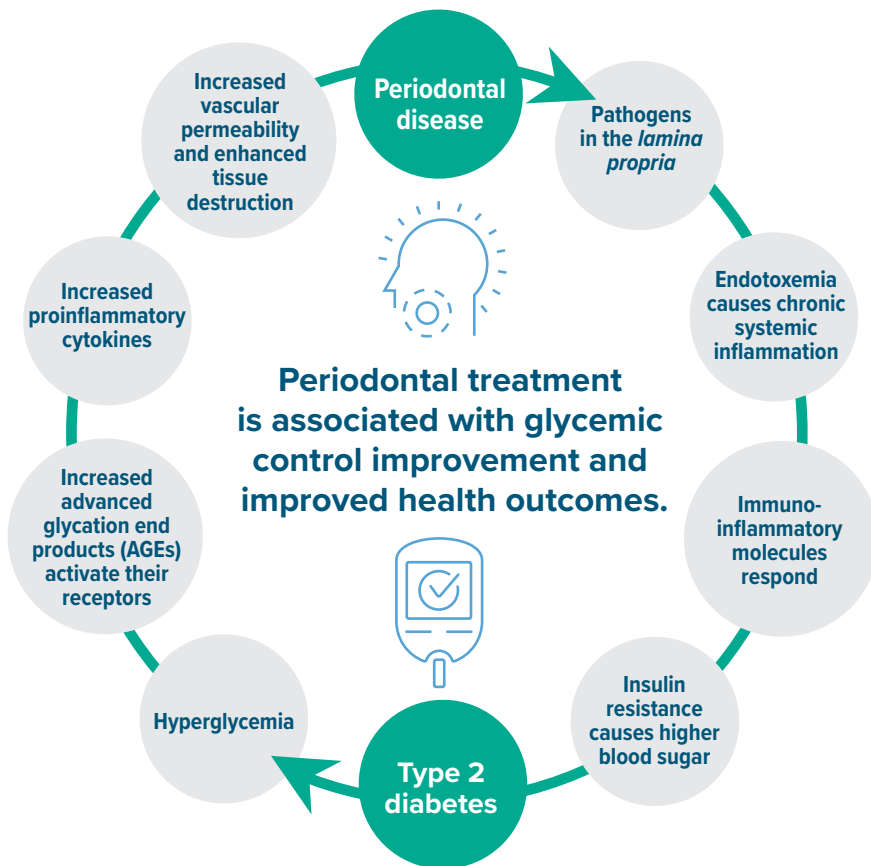 Periodontal
disease
Pathogens
in the lamina
propria
Endotoxemia
causes chronic
systemic
inflammation
Immuno-
inflammatory
molecules
respond
Insulin
resistance
causes higher
blood sugar
Type 2
diabetes
Hyperglycemia
Increased
advanced
glycation end
products (AGEs)
activate their
receptors
Increased
proinflammatory
cytokines
Increased
vascular
permeability
and enhanced
tissue
destruction
Periodontal treatment
is associated with glycemic
control improvement and
improved health outcomes.